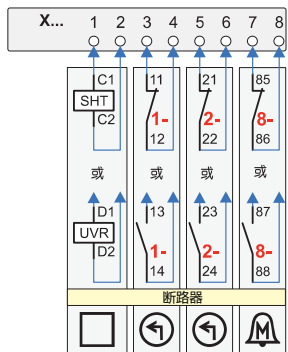 X... 1 2 3 4 5 6 7 8
C1 11 21 85
SHT 1- 2- 8-
C2 12 22 86
或 或 或 或
D1 13 23 87
UVR 1- 2- 8-
D2 14 24 88
断路器
M